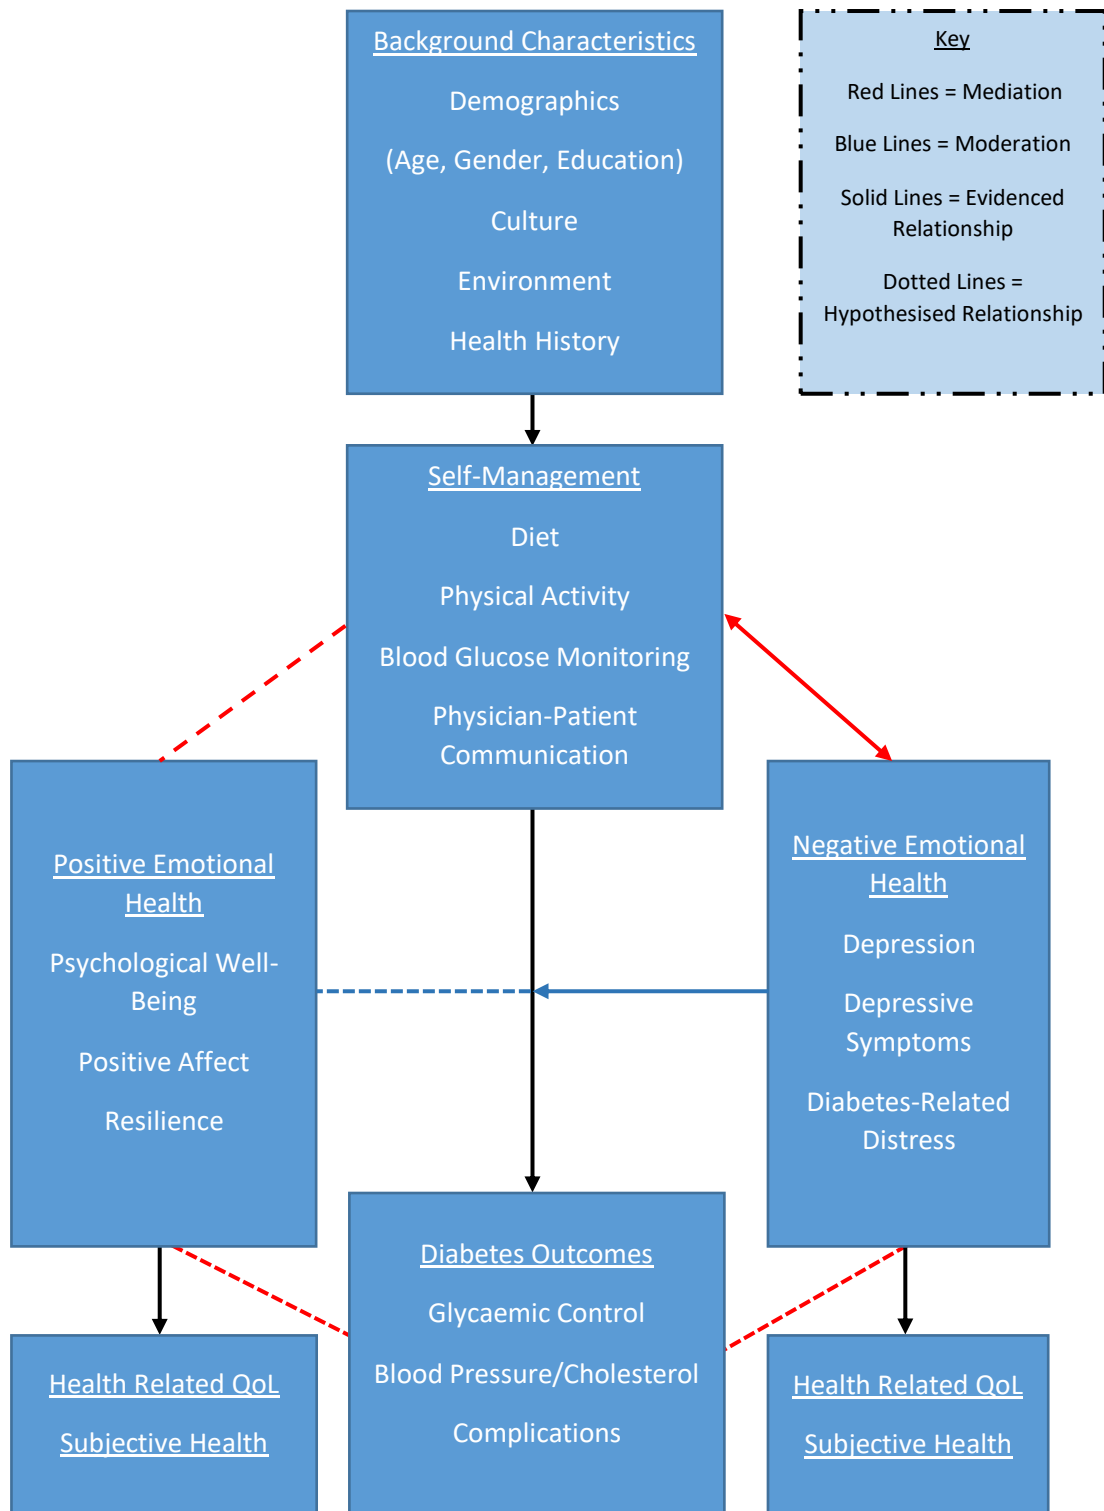 Background Characteristics
Demographics
(Age, Gender, Education)
Culture
Environment
Health History
Key
Red Lines = Mediation
Blue Lines = Moderation
Solid Lines = Evidenced
Relationship
Dotted Lines =
Hypothesised Relationship
Self-Management
Diet
Physical Activity
Blood Glucose Monitoring
Physician-Patient
Communication
Positive Emotional
Health
Psychological Well-
Being
Positive Affect
Resilience
Negative Emotional
Health
Depression
Depressive
Symptoms
Diabetes-Related
Distress
Diabetes Outcomes
Glycaemic Control
Blood Pressure/Cholesterol
Complications
Health Related QoL
Subjective Health
Health Related QoL
Subjective Health